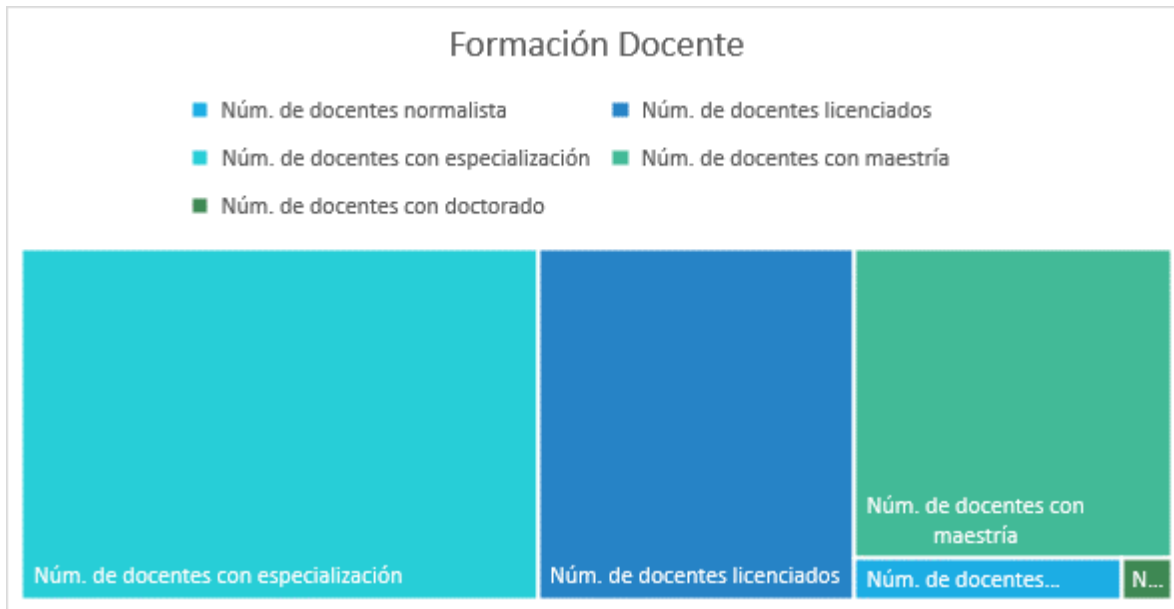 Formación Docente
Núm. de docentes normalista
Núm. de docentes licenciados
Núm. de docentes con especialización
Núm. de docentes con maestría
Núm. de docentes con doctorado
Núm. de docentes con especialización
Núm. de docentes licenciados
Núm. de docentes con
maestría
Núm. de docentes...
N...